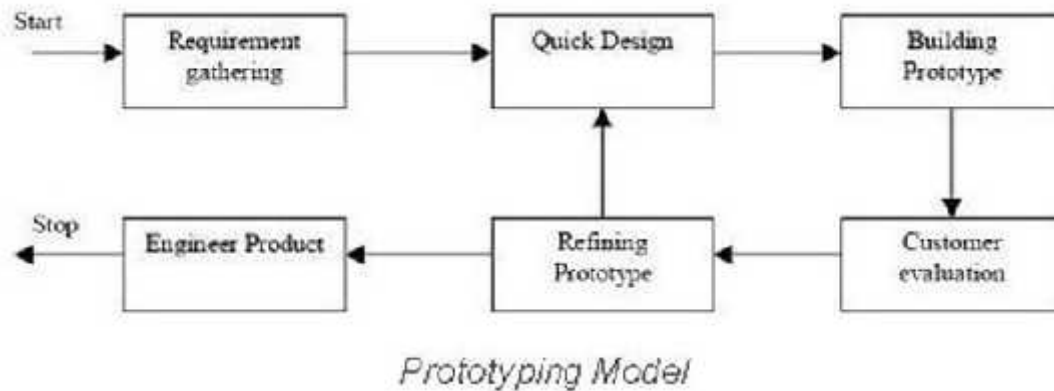 Start
Requirement
gathering
Quick Design
Building
Prototype
Stop
Engineer Product
Refining
Prototype
Customer
evaluation
Prototyping Model